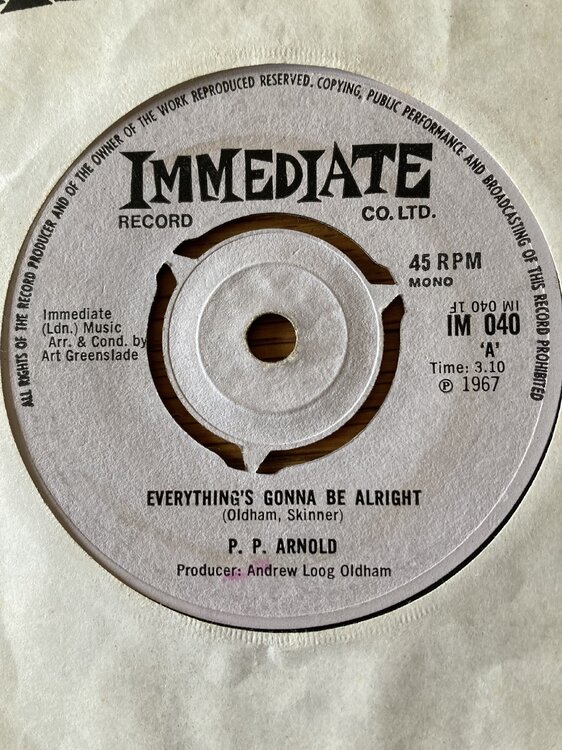 ALL RIGHTS OF THE RECORD PRODUCER AND OF THE OWNER OF THE WORK REPRODUCED RESERVED. COPYING, PUBLIC PERFORMANCE AND BROADCASTING OF THIS RECORD PROHIBITED
IMMEDIATE
RECORD CO. LTD.
45 RPM
MONO
IM 040 1F
IM 040
'A'
Time: 3.10
℗ 1967
Immediate
(Ldn.) Music
Arr. & Cond. by
Art Greenslade
EVERYTHING'S GONNA BE ALRIGHT
(Oldham, Skinner)
P. P. ARNOLD
Producer: Andrew Loog Oldham